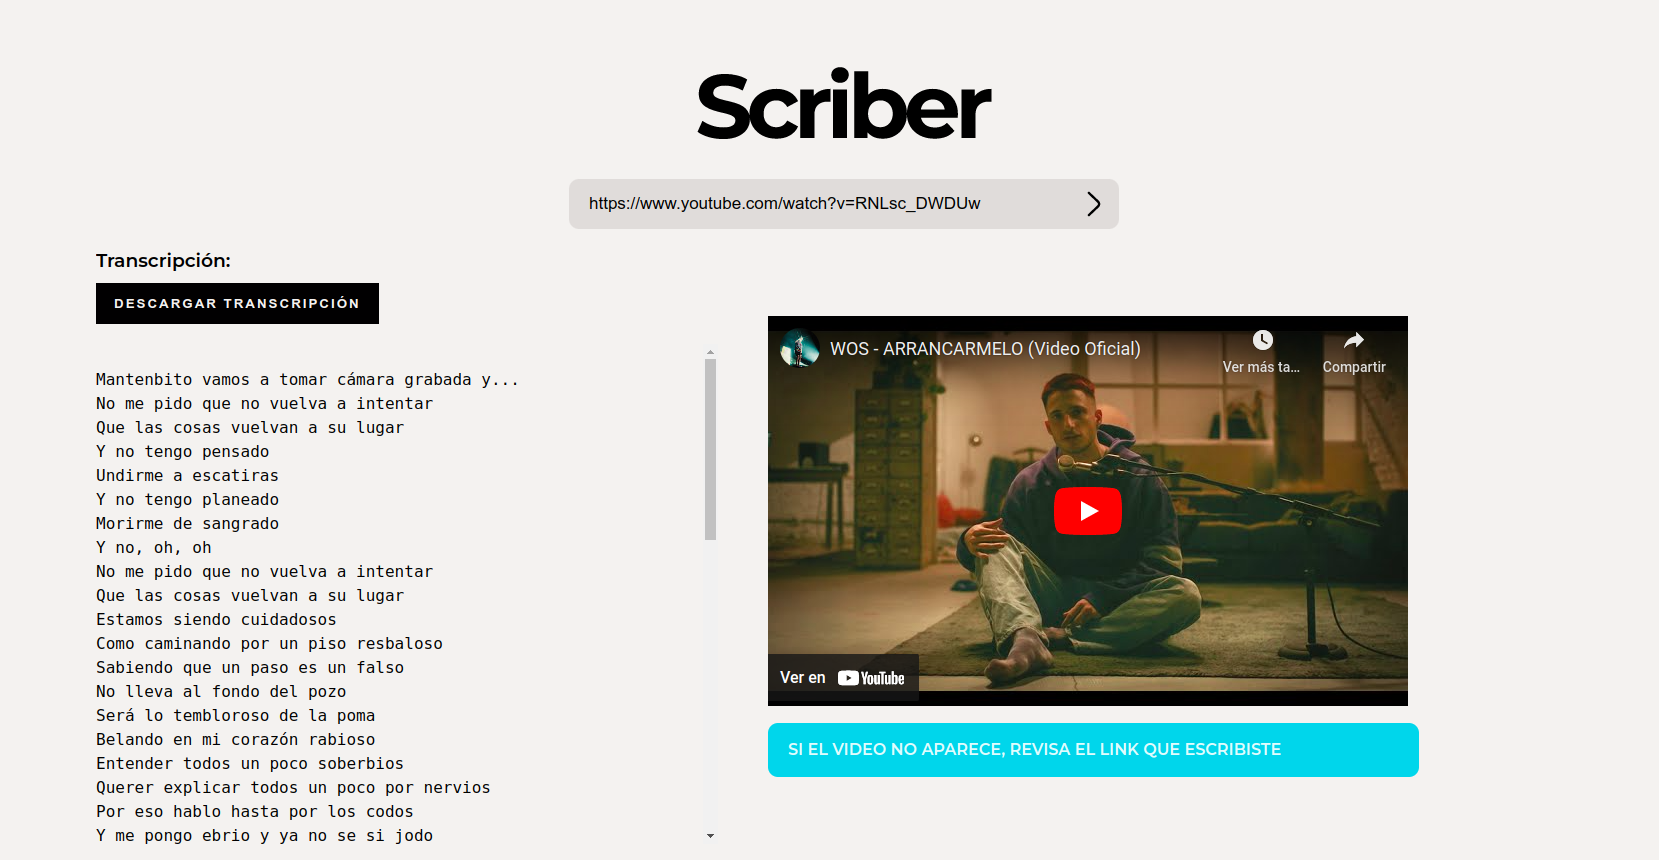 Scriber
https://www.youtube.com/watch?v=RNLsc_DWDUw
Transcripción:
DESCARGAR TRANSCRIPCIÓN
Mantenbito vamos a tomar cámara grabada y...
No me pido que no vuelva a intentar
Que las cosas vuelvan a su lugar
Y no tengo pensado
Undirme a escatiras
Y no tengo planeado
Morirme de sangrado
Y no, oh, oh
No me pido que no vuelva a intentar
Que las cosas vuelvan a su lugar
Estamos siendo cuidadosos
Como caminando por un piso resbaloso
Sabiendo que un paso es un falso
No lleva al fondo del pozo
Será lo tembloroso de la poma
Belando en mi corazón rabioso
Entender todos un poco soberbios
Querer explicar todos un poco por nervios
Por eso hablo hasta por los codos
Y me pongo ebrio y ya no se si jodo
WOS - ARRANCARMELO (Video Oficial)
Ver más ta...
Compartir
Ver en YouTube
SI EL VIDEO NO APARECE, REVISA EL LINK QUE ESCRIBISTE